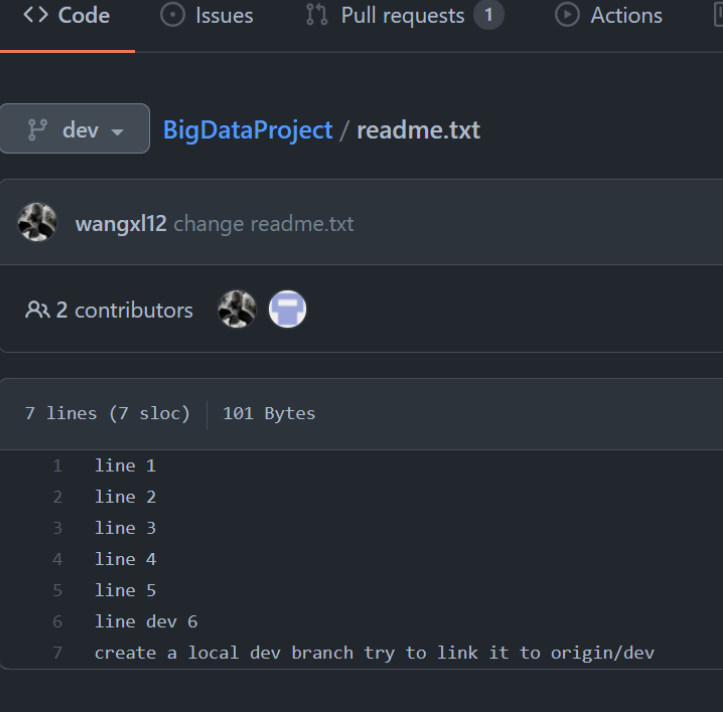 <> Code Issues Pull requests 1 Actions
dev BigDataProject / readme.txt
wangxl12 change readme.txt
2 contributors
7 lines (7 sloc) 101 Bytes
1 line 1
2 line 2
3 line 3
4 line 4
5 line 5
6 line dev 6
7 create a local dev branch try to link it to origin/dev